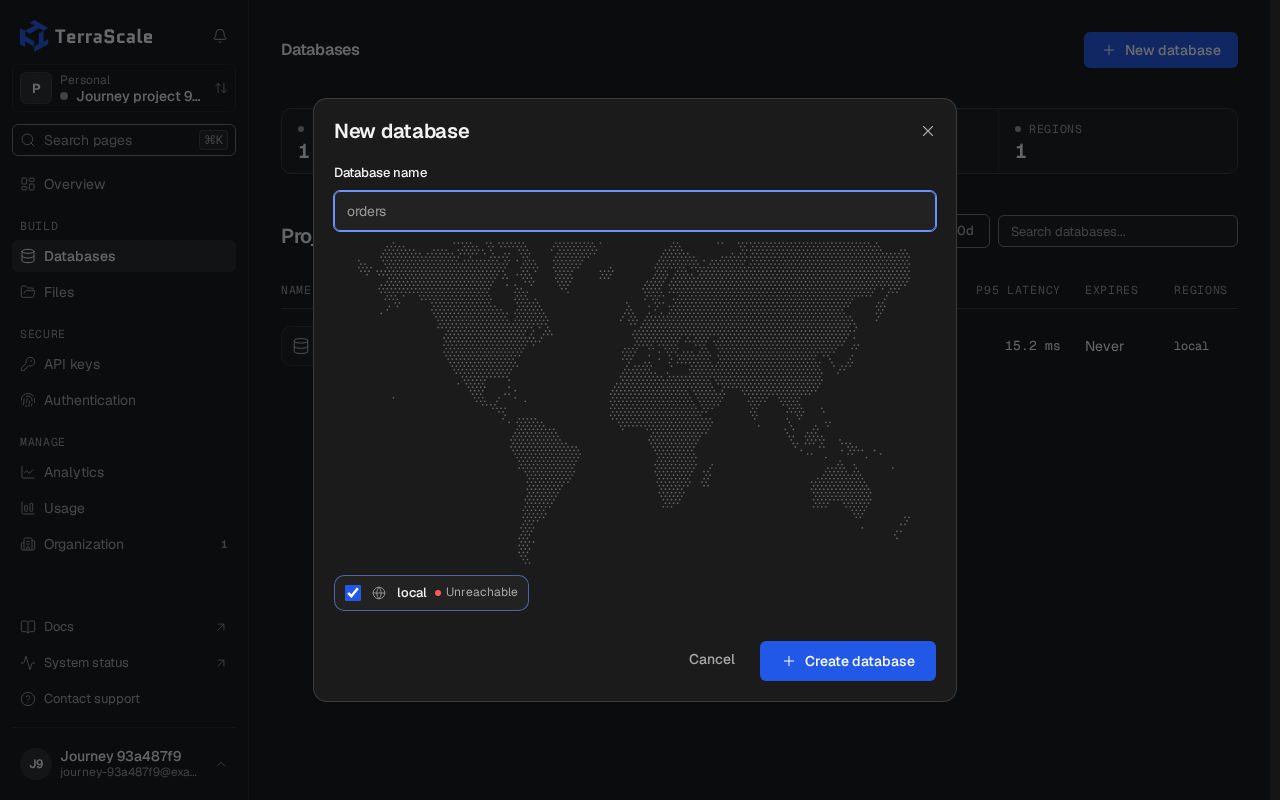 TerraScale
P Personal
Journey project 9...
Search pages ⌘K
Overview
BUILD
Databases
Files
SECURE
API keys
Authentication
MANAGE
Analytics
Usage
Organization 1
Docs
System status
Contact support
J9 Journey 93a487f9
journey-93a487f9@exa...
Databases
New database
1
REGIONS
1
Search databases...
NAME P95 LATENCY EXPIRES REGIONS
15.2 ms Never local
New database
Database name
orders
local Unreachable
Cancel Create database